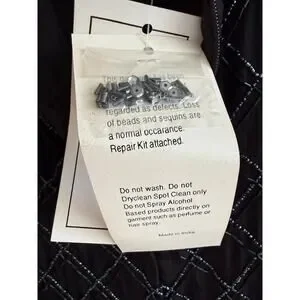 This
regarded as defects. Loss
of beads and sequins are
a normal occarance.
Repair Kit attached.
Do not wash. Do not
Dryclean Spot Clean only
Do not Spray Alcohol
Based products directly on
garment such as perfume or
hair spray.
Made in India